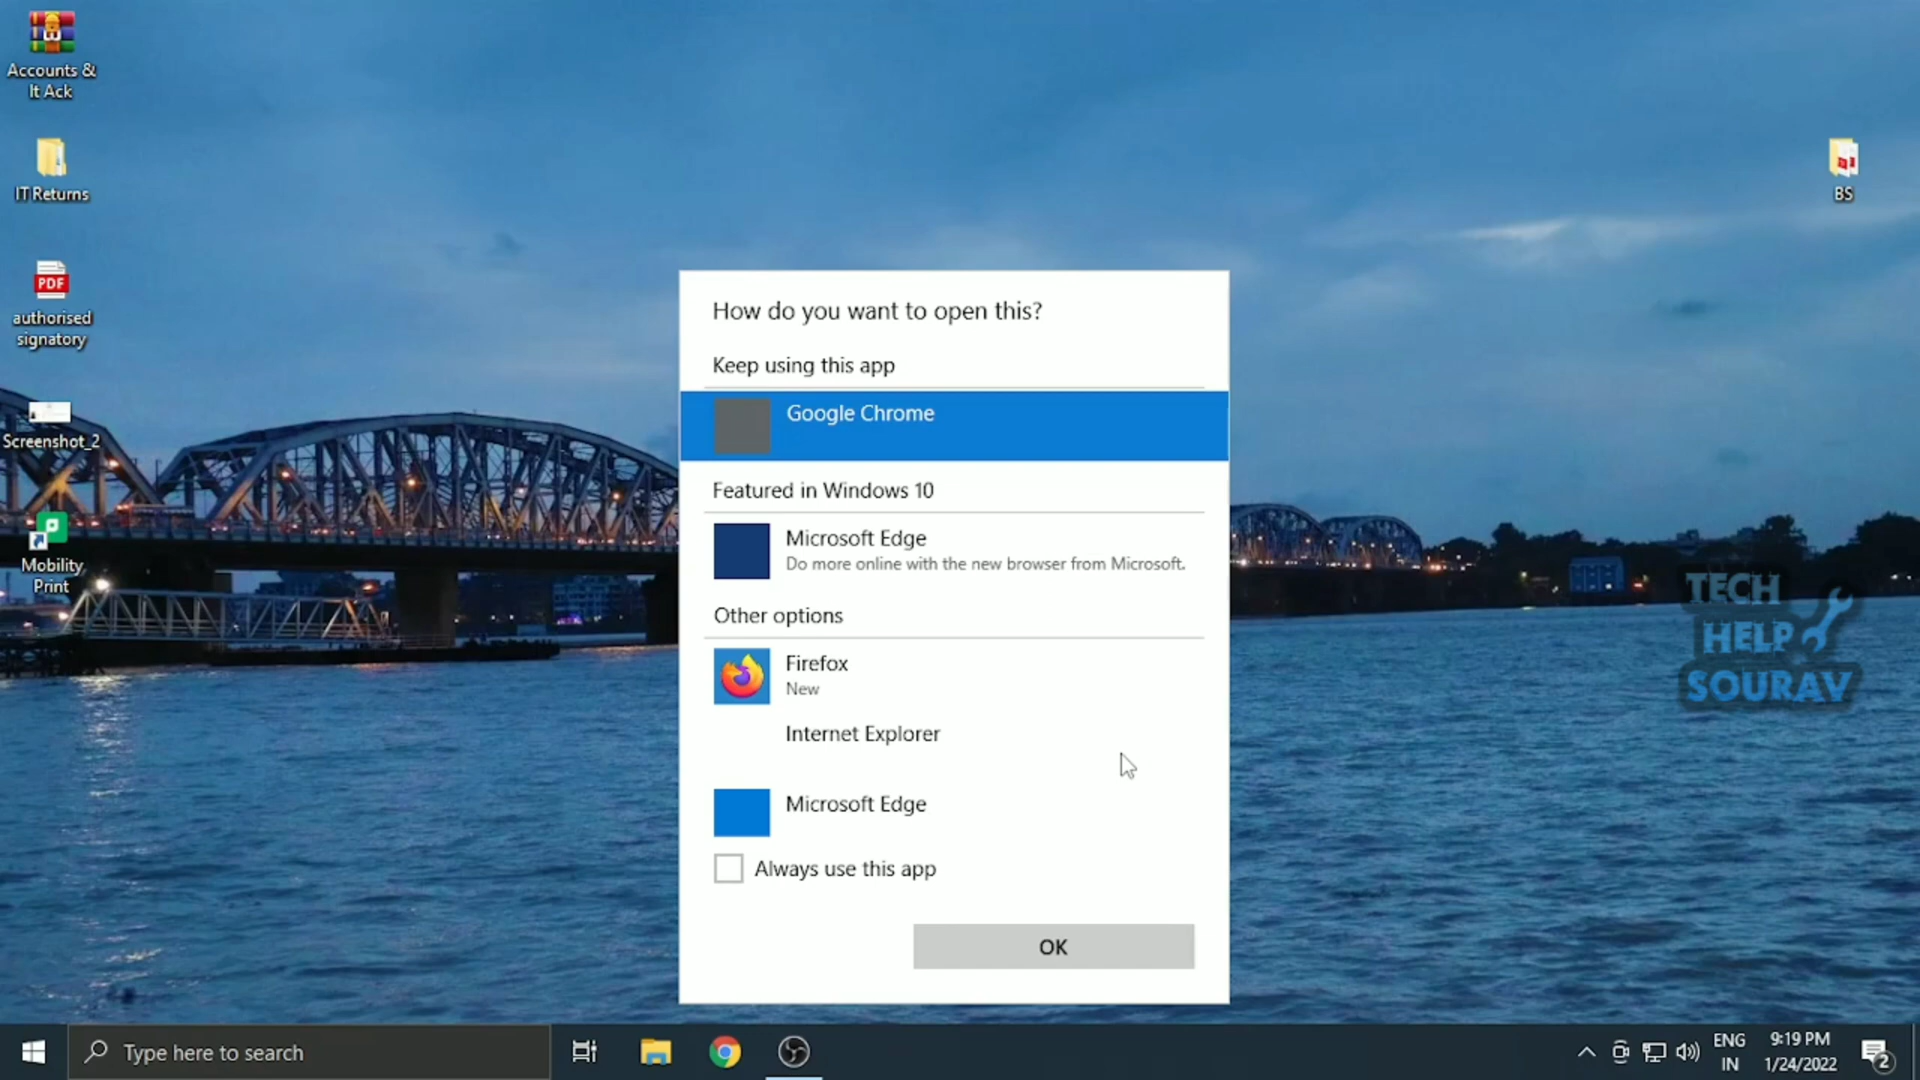 Accounts &
It Ack
IT Returns
PDF
authorised
signatory
Screenshot_2
Mobility
Print
BS
How do you want to open this?
Keep using this app
Google Chrome
Featured in Windows 10
Microsoft Edge
Do more online with the new browser from Microsoft.
Other options
Firefox
New
Internet Explorer
Microsoft Edge
Always use this app
OK
TECH
HELP
SOURAV
Type here to search
ENG
IN
9:19 PM
1/24/2022
2